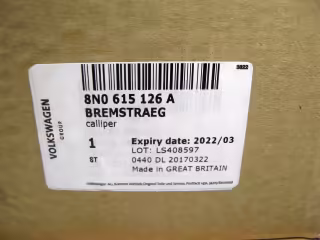 3822
8N0 615 126 A
BREMSTRAEG
calliper
VOLKSWAGEN
GROUP
1
ST
Expiry date: 2022/03
LOT: LS408597
0440 DL 20170322
Made in GREAT BRITAIN